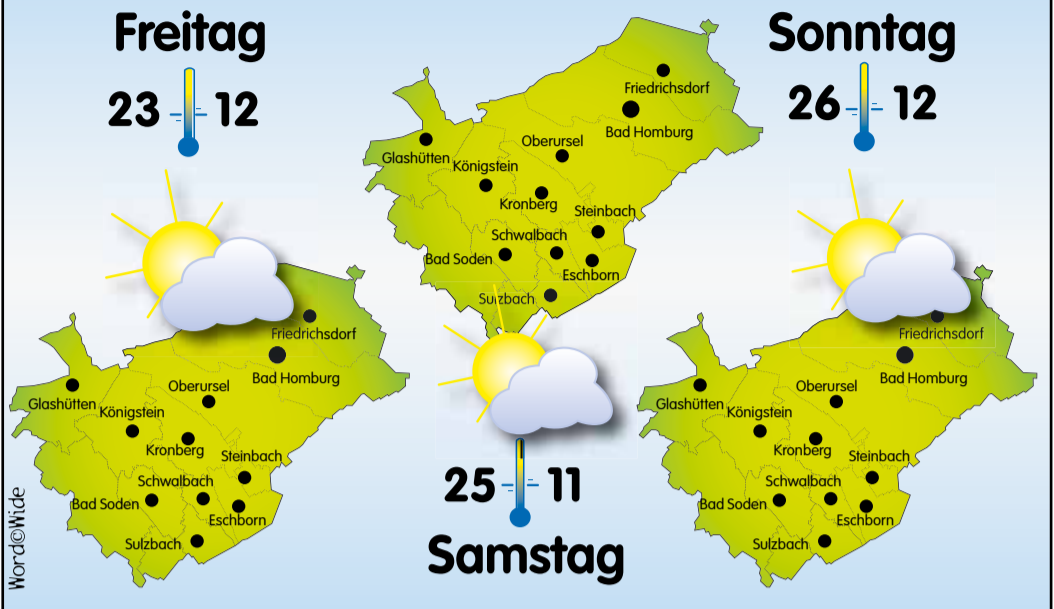 Freitag
23 12
Friedrichsdorf
Bad Homburg
Oberursel
Glashütten
Königstein
Kronberg
Steinbach
Schwalbach
Bad Soden
Eschborn
Sulzbach
Friedrichsdorf
Bad Homburg
Oberursel
Glashütten
Königstein
Kronberg
Steinbach
Schwalbach
Bad Soden
Eschborn
Sulzbach
25 11
Samstag
Sonntag
26 12
Friedrichsdorf
Bad Homburg
Oberursel
Glashütten
Königstein
Kronberg
Steinbach
Schwalbach
Bad Soden
Eschborn
Sulzbach
Word©Wide